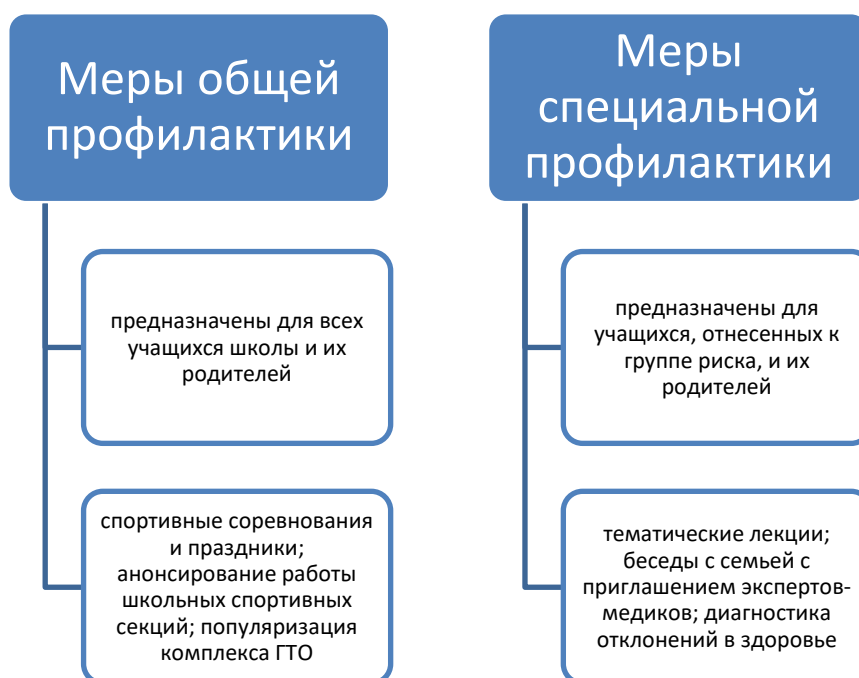 Меры общей
профилактики
предназначены для всех
учащихся школы и их
родителей
спортивные соревнования
и праздники;
анонсирование работы
школьных спортивных
секций; популяризация
комплекса ГТО
Меры
специальной
профилактики
предназначены для
учащихся, отнесенных к
группе риска, и их
родителей
тематические лекции;
беседы с семьей с
приглашением экспертов-
медиков; диагностика
отклонений в здоровье